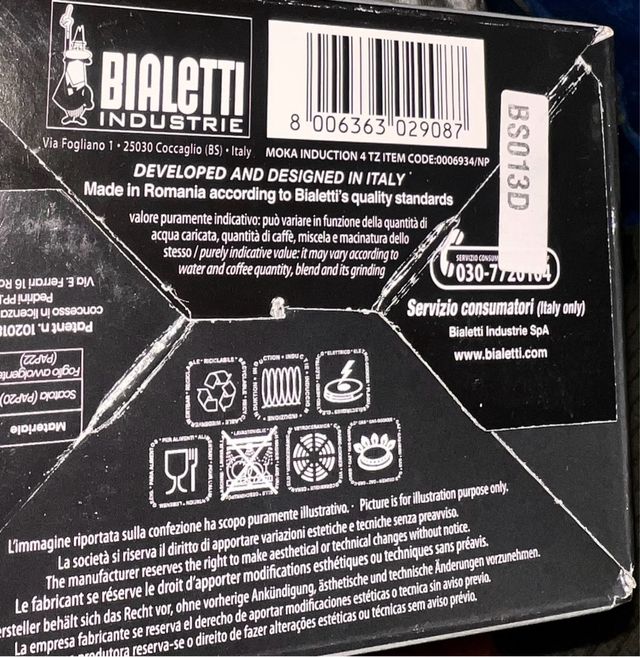 BIALETTI
INDUSTRIE
Via Fogliano 1 • 25030 Coccaglio (BS) • Italy
8 006363 029087
MOKA INDUCTION 4 TZ ITEM CODE:0006934/NP
DEVELOPED AND DESIGNED IN ITALY
Made in Romania according to Bialetti's quality standards
valore puramente indicativo: può variare in funzione della quantità di
acqua caricata, quantità di caffè, miscela e macinatura dello
stesso / purely indicative value: it may vary according to
water and coffee quantity, blend and its grinding
BS013D
SERVIZIO
030-7720104
Servizio consumatori (Italy only)
Bialetti Industrie SpA
www.bialetti.com
Materiale
Scatola (PAP20)
Foglio avvolgente
(PAP22)
Patent n.
concesso in licenza
Pedrini
Via E. Ferrari 16
L'immagine riportata sulla confezione ha scopo puramente illustrativo. · Picture is for illustration purpose only.
La società si riserva il diritto di apportare variazioni estetiche e tecniche senza preavviso.
The manufacturer reserves the right to make aesthetical or technical changes without notice.
Le fabricant se réserve le droit d'apporter modifications esthétiques ou techniques sans préavis.
ersteller behält sich das Recht vor, ohne vorherige Ankündigung, ästhetische und technische Änderungen vorzunehmen.
La empresa fabricante se reserva el derecho de aportar modificaciones estéticas o tecnica sin aviso previo.
produtora reserva-se o direito de fazer alterações estéticas ou técnicas sem aviso prévio.